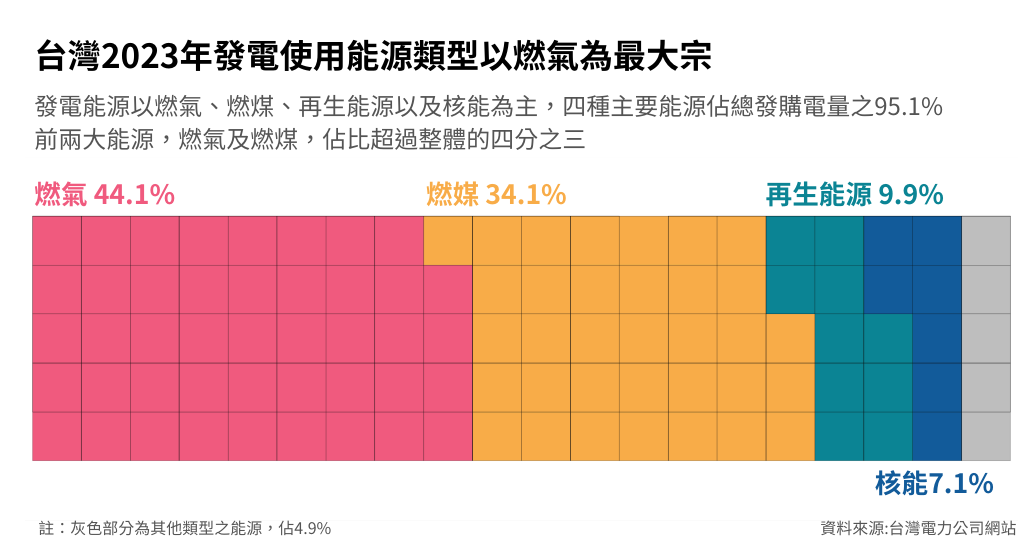 台灣2023年發電使用能源類型以燃氣為最大宗
發電能源以燃氣、燃煤、再生能源以及核能為主，四種主要能源佔總發購電量之95.1%
前兩大能源，燃氣及燃煤，佔比超過整體的四分之三
燃氣 44.1%
燃媒 34.1%
再生能源 9.9%
核能7.1%
註：灰色部分為其他類型之能源，佔4.9%
資料來源:台灣電力公司網站